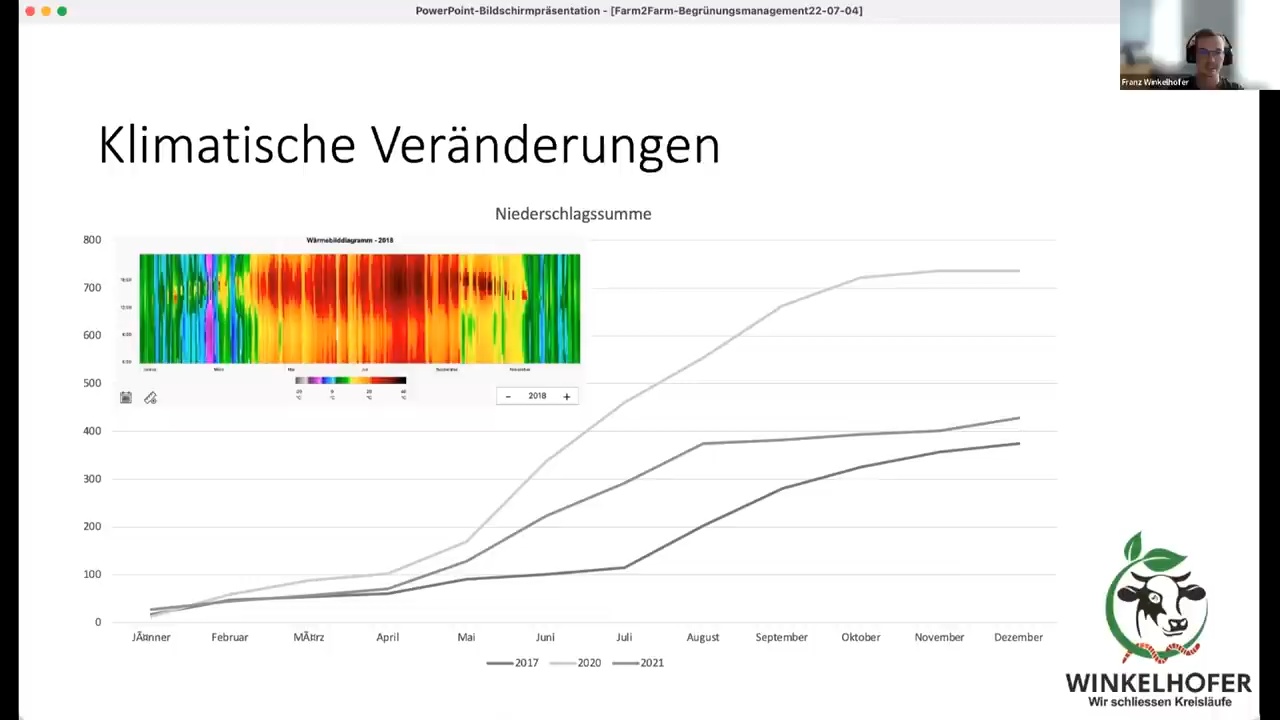 PowerPoint-Bildschirmpräsentation - [Farm2Farm-Begrünungsmanagement22-07-04]
Franz Winkelhofer
Klimatische Veränderungen
Niederschlagssumme
800
700
600
500
400
300
200
100
0
Wärmebilddiagramm - 2018
Mai
Juli
- 2018 +
JÃ¤nner Februar MÃ¤rz April Mai Juni Juli August September Oktober November Dezember
2017 2020 2021
WINKELHOFER
Wir schliessen Kreisläufe